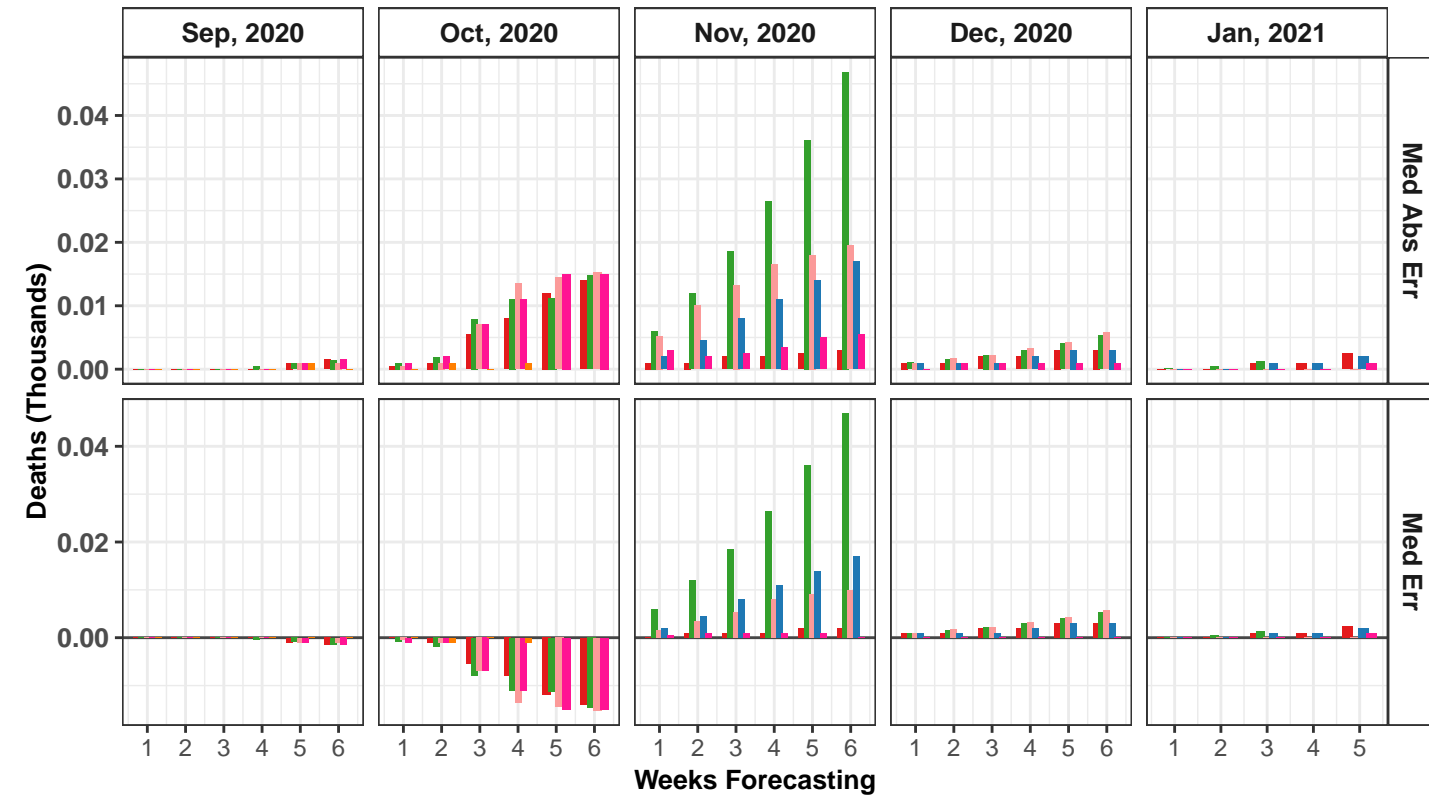 Sep, 2020 Oct, 2020 Nov, 2020 Dec, 2020 Jan, 2021
Deaths (Thousands)
0.04
0.03
0.02
0.01
0.00
Med Abs Err
0.04
0.02
0.00
Med Err
1 2 3 4 5 6 1 2 3 4 5 6 1 2 3 4 5 6 1 2 3 4 5 6 1 2 3 4 5
Weeks Forecasting